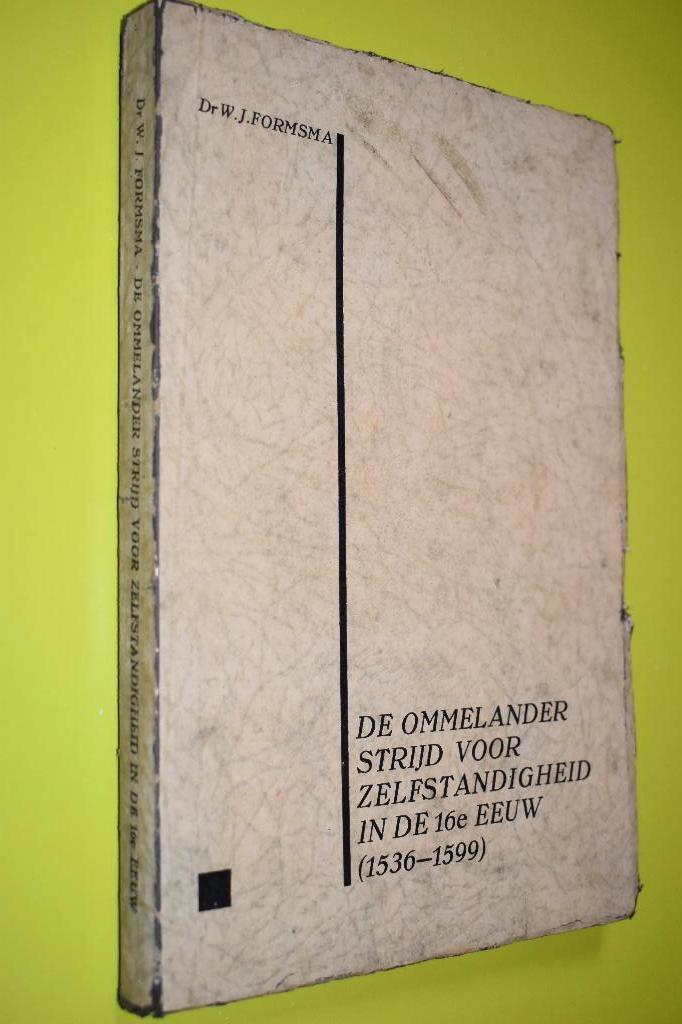 Dr W. J. FORMSMA · DE OMMELANDER STRIJD VOOR ZELFSTANDIGHEID IN DE 16e EEUW
Dr W. J. FORMSMA
DE OMMELANDER
STRIJD VOOR
ZELFSTANDIGHEID
IN DE 16e EEUW
(1536–1599)